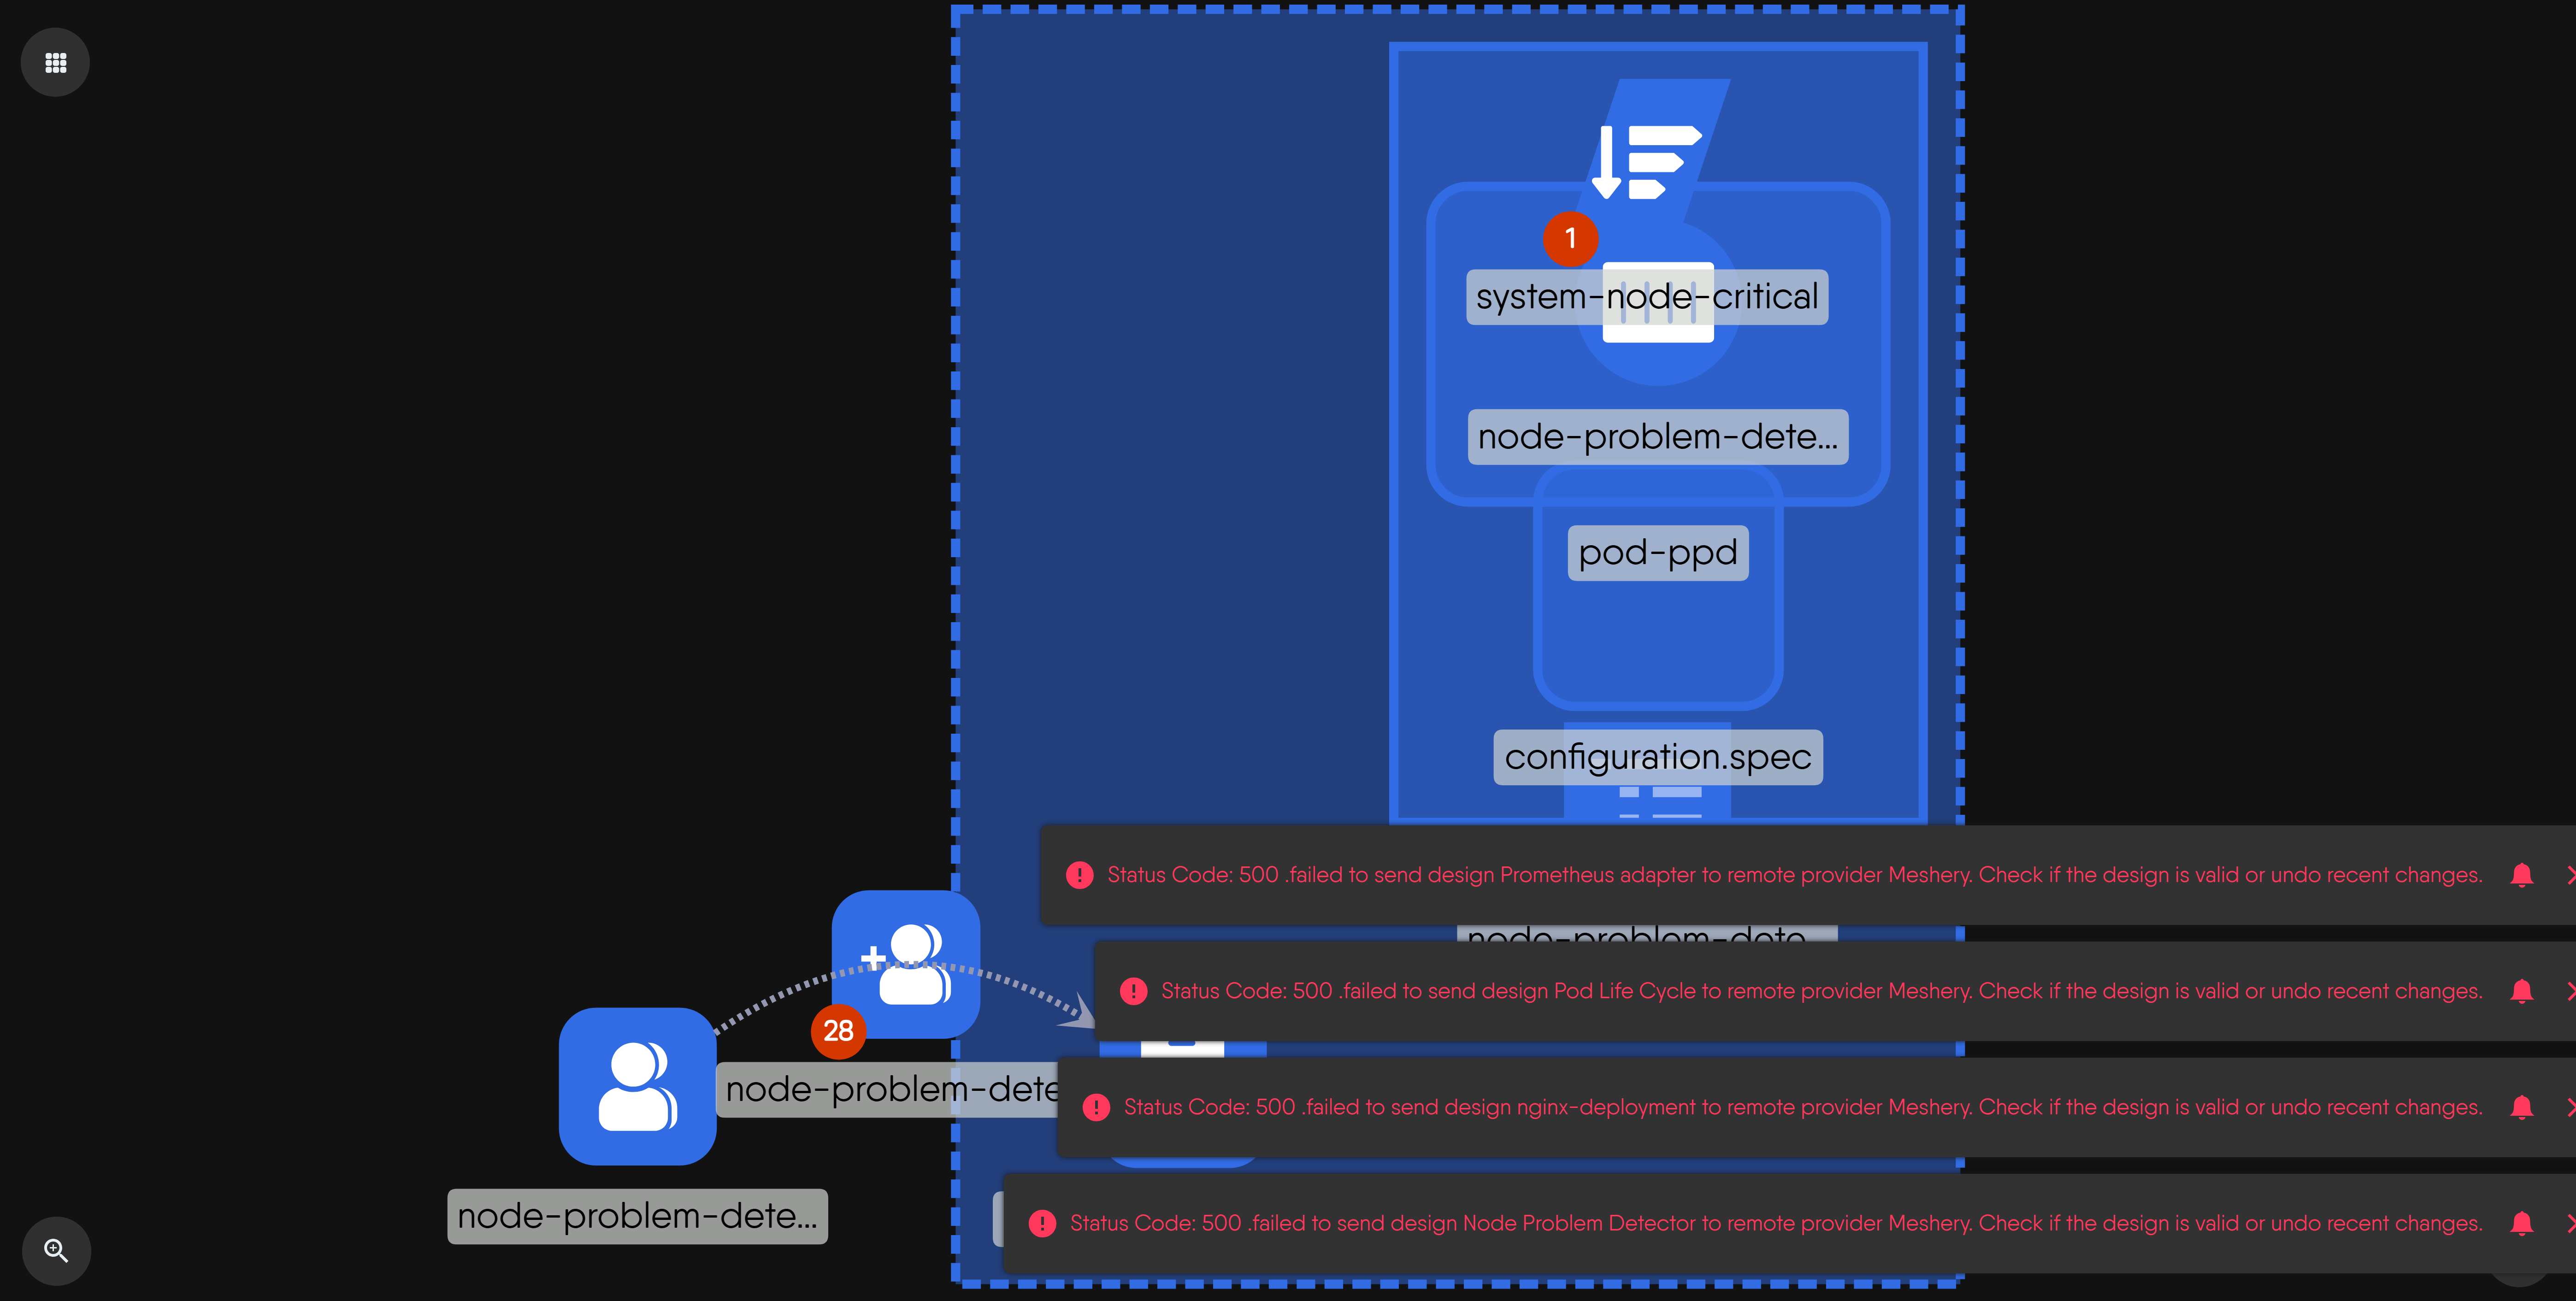 1
system-node-critical
node-problem-dete...
pod-ppd
configuration.spec
Status Code: 500 .failed to send design Prometheus adapter to remote provider Meshery. Check if the design is valid or undo recent changes.
node-problem-dete...
Status Code: 500 .failed to send design Pod Life Cycle to remote provider Meshery. Check if the design is valid or undo recent changes.
28
node-problem-dete
Status Code: 500 .failed to send design nginx-deployment to remote provider Meshery. Check if the design is valid or undo recent changes.
node-problem-dete...
Status Code: 500 .failed to send design Node Problem Detector to remote provider Meshery. Check if the design is valid or undo recent changes.